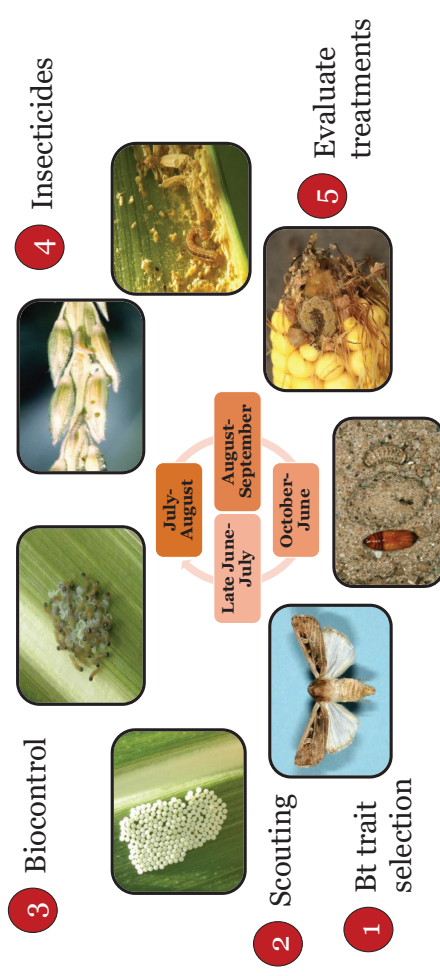 1
Bt trait
selection
2
Scouting
3
Biocontrol
4
Insecticides
5
Evaluate
treatments
July-
August
August-
September
October-
June
Late June-
July